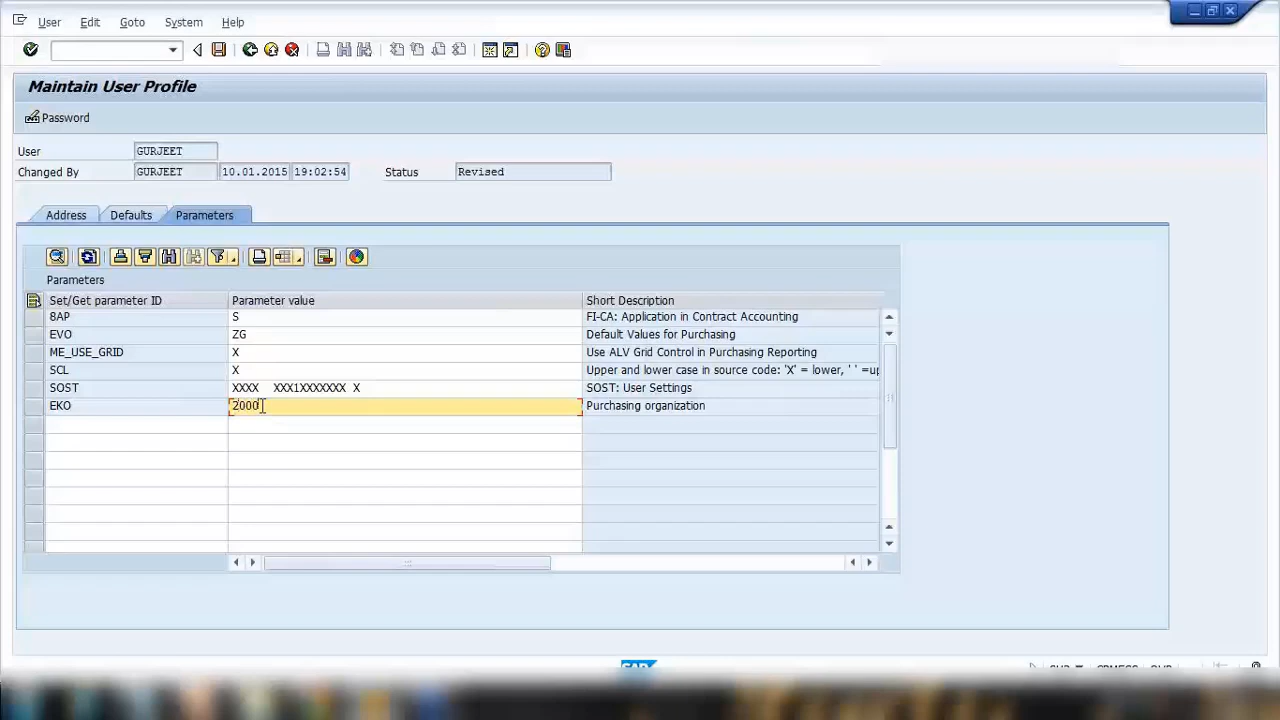 User Edit Goto System Help
Maintain User Profile
Password
User GURJEET
Changed By GURJEET 10.01.2015 19:02:54 Status Revised
Address Defaults Parameters
Parameters
Set/Get parameter ID Parameter value Short Description
8AP S FI-CA: Application in Contract Accounting
EVO ZG Default Values for Purchasing
ME_USE_GRID X Use ALV Grid Control in Purchasing Reporting
SCL X Upper and lower case in source code: 'X' = lower, ' ' =up
SOST XXXX XXX1XXXXXXX X SOST: User Settings
EKO 2000 Purchasing organization
SAP